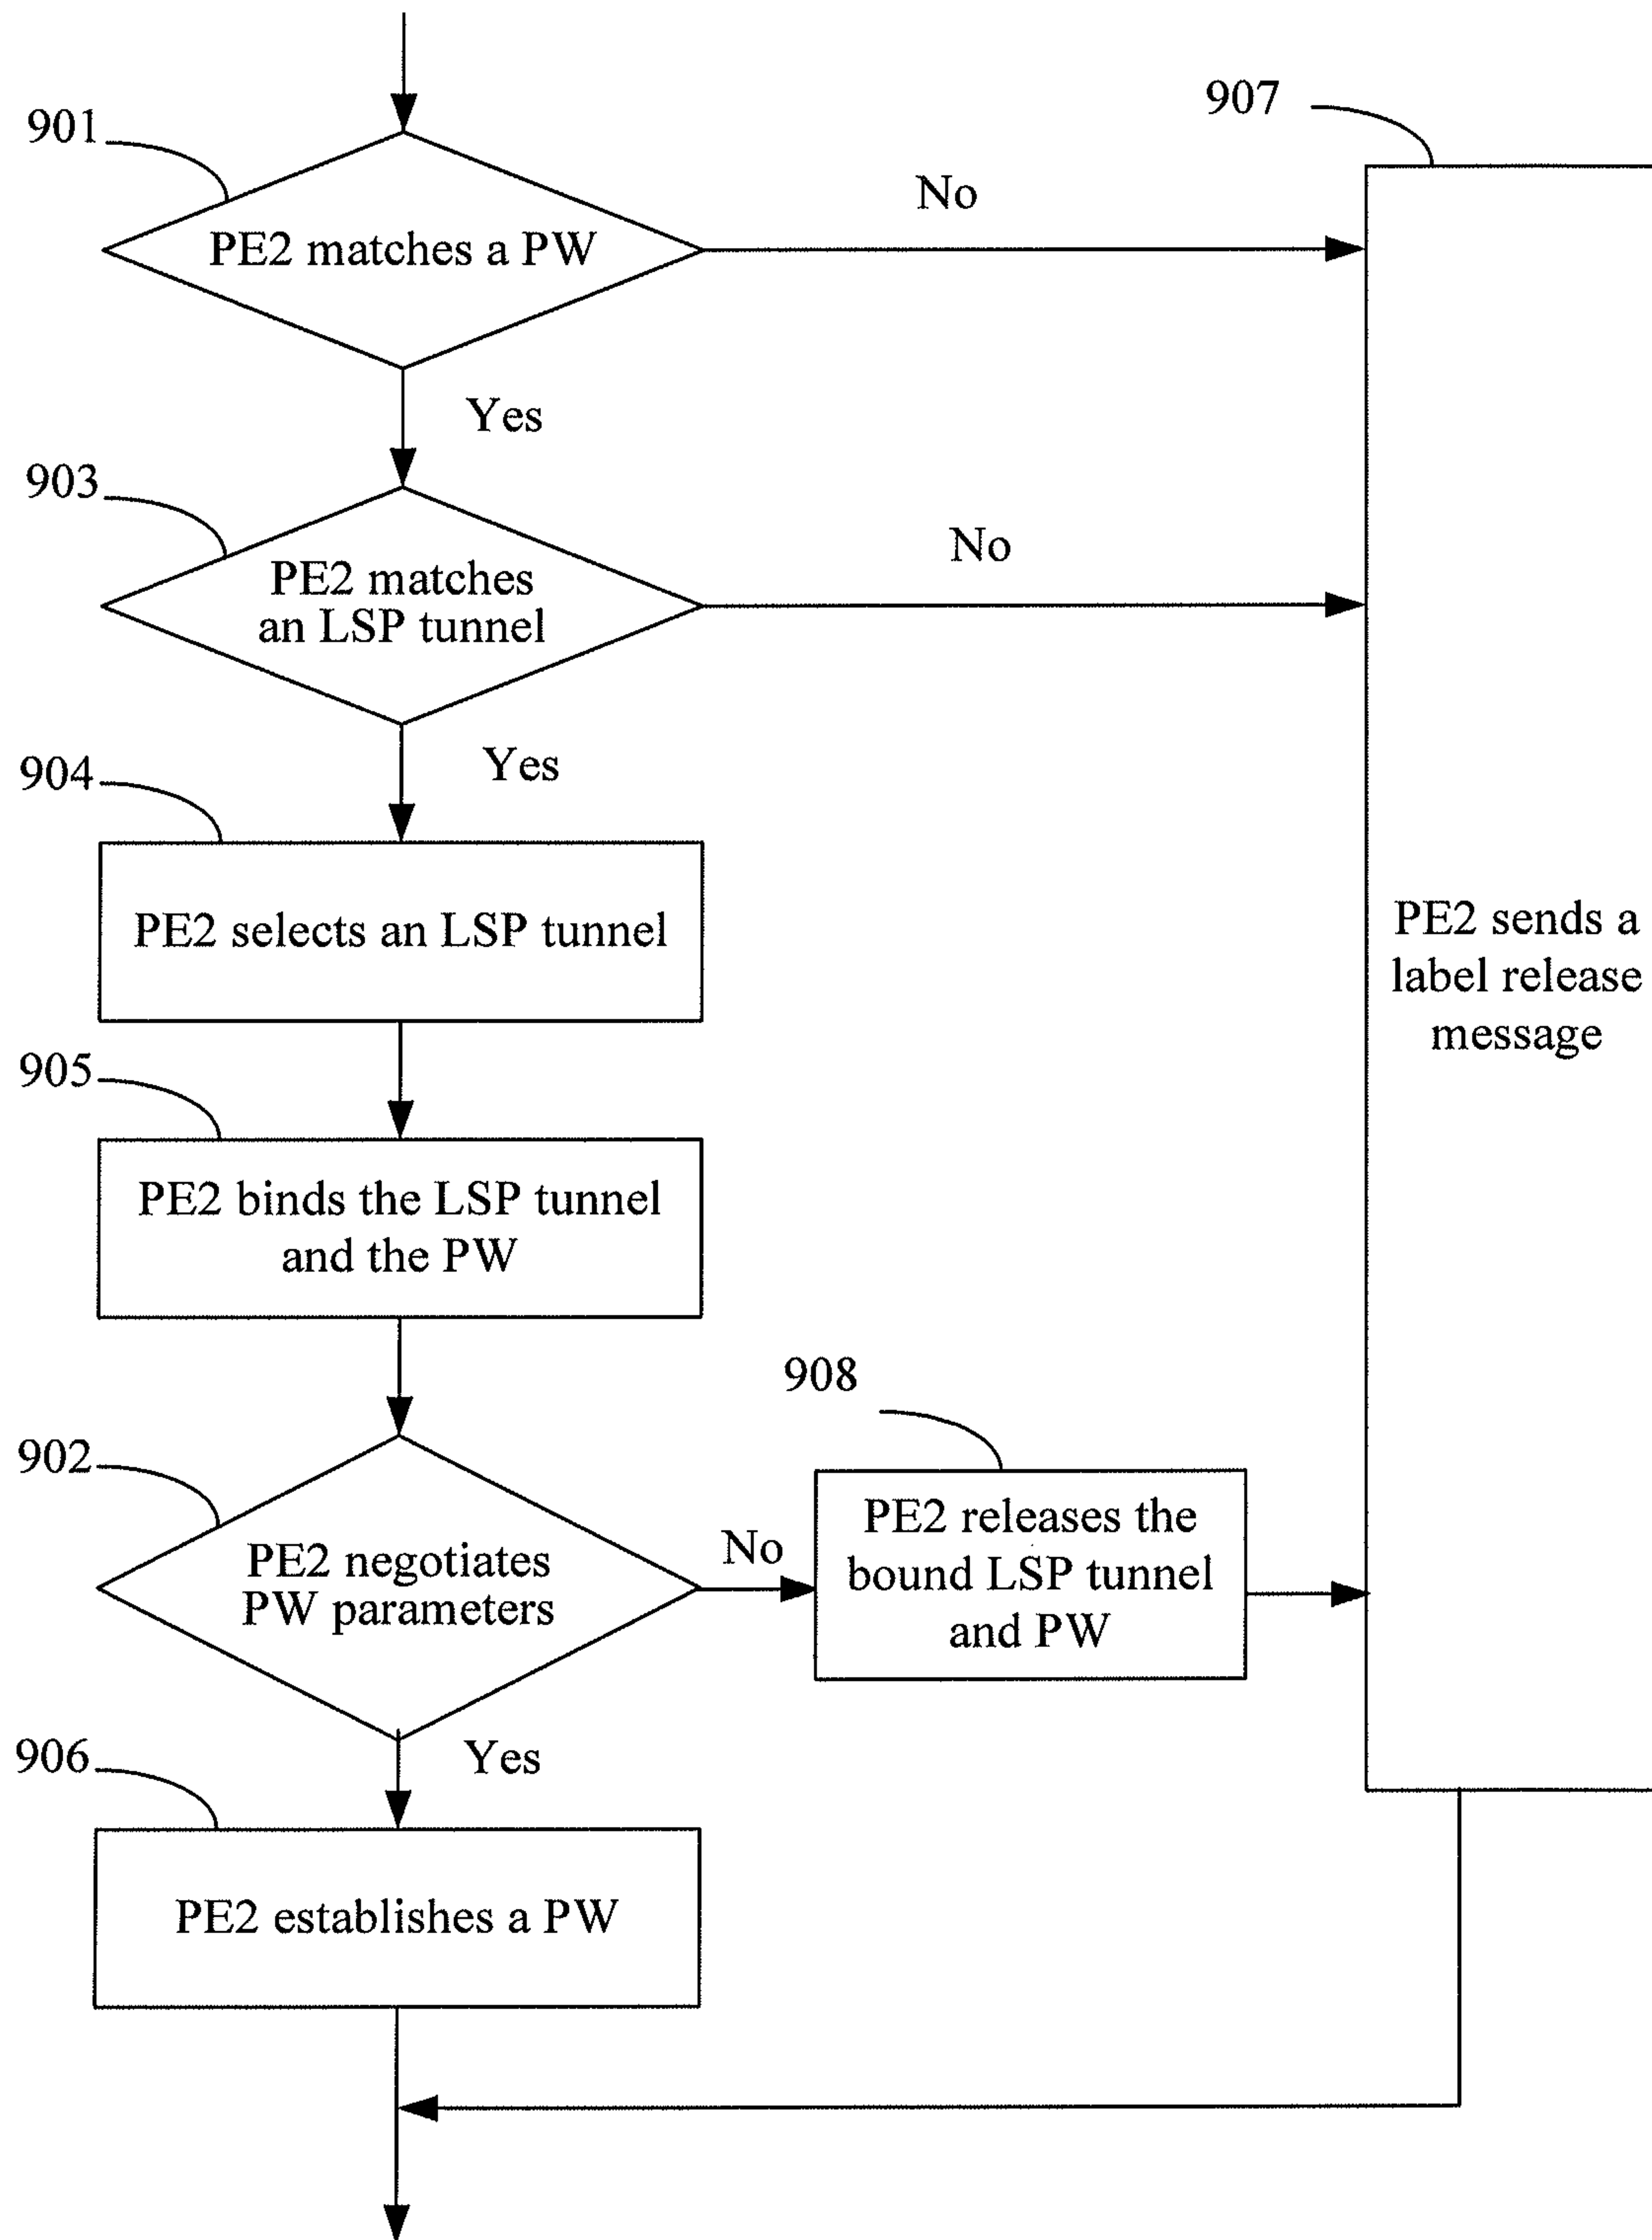 907
901
No
PE2 matches a PW
Yes
903
No
PE2 matches
an LSP tunnel
Yes
904
PE2 selects an LSP tunnel
PE2 sends a
label release
message
905
PE2 binds the LSP tunnel
and the PW
908
902
PE2 negotiates
PW parameters
No
PE2 releases the
bound LSP tunnel
and PW
Yes
906
PE2 establishes a PW